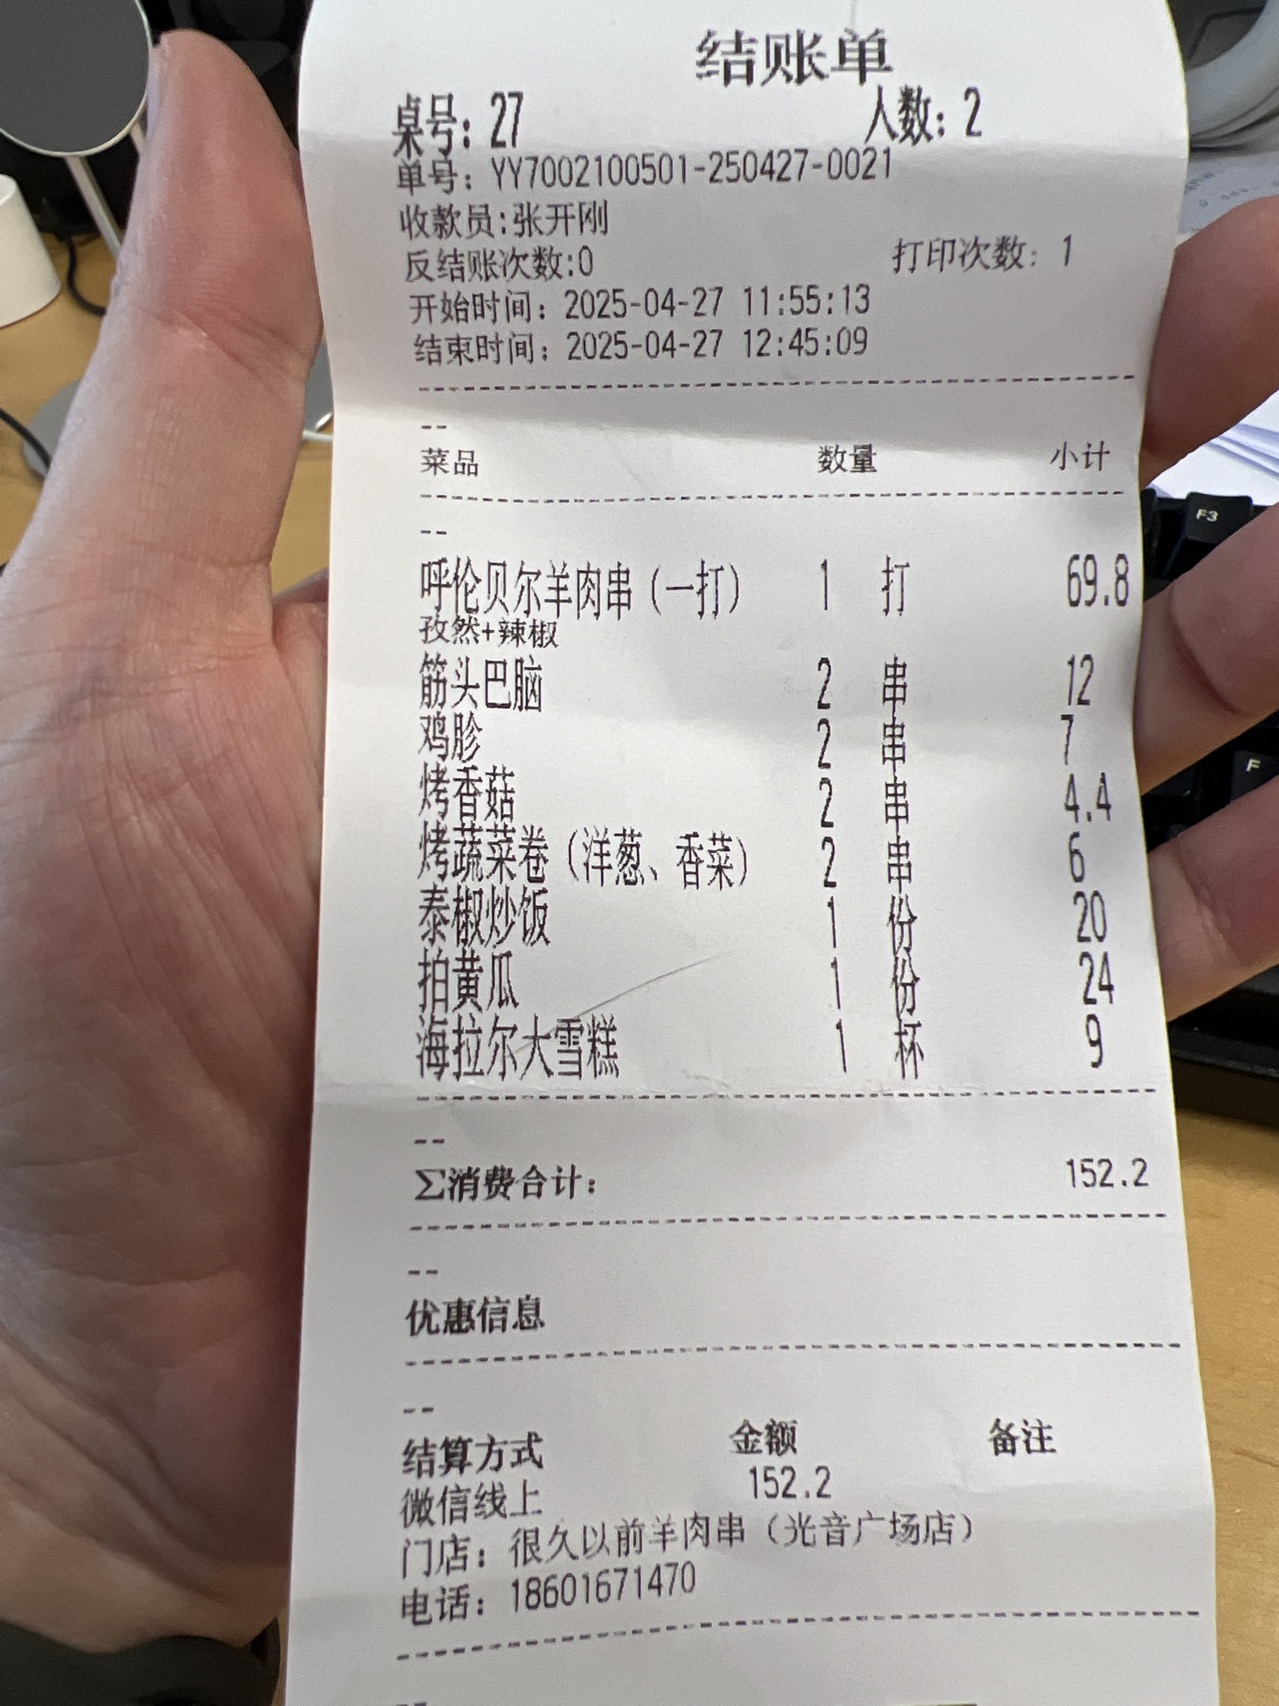 结账单
桌号: 27 人数: 2
单号: YY7002100501-250427-0021
收款员:张开刚
反结账次数:0 打印次数: 1
开始时间: 2025-04-27 11:55:13
结束时间: 2025-04-27 12:45:09
--
菜品 数量 小计
--
呼伦贝尔羊肉串(一打) 1 打 69.8
孜然+辣椒
筋头巴脑 2 串 12
鸡胗 2 串 7
烤香菇 2 串 4.4
烤蔬菜卷(洋葱、香菜) 2 串 6
泰椒炒饭 1 份 20
拍黄瓜 1 份 24
海拉尔大雪糕 1 杯 9
--
∑消费合计: 152.2
--
优惠信息
--
结算方式 金额 备注
微信线上 152.2
门店: 很久以前羊肉串(光音广场店)
电话: 18601671470
--
F3
F